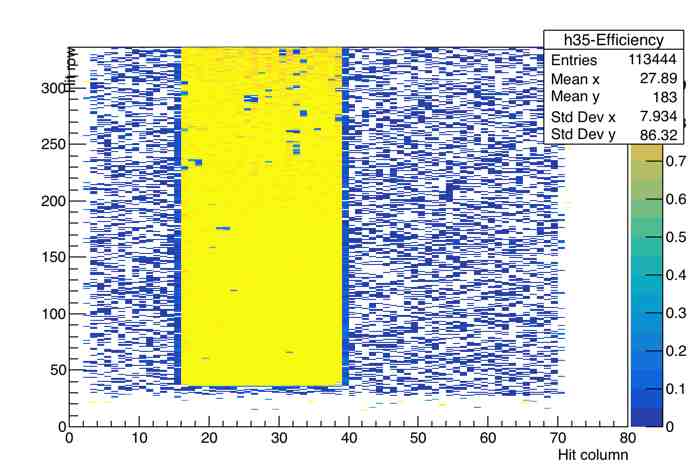 h35-Efficiency
Entries 113444
Mean x 27.89
Mean y 183
Std Dev x 7.934
Std Dev y 86.32
300
250
200
150
100
50
0
0 10 20 30 40 50 60 70 80
Hit column
0.7
0.6
0.5
0.4
0.3
0.2
0.1
0